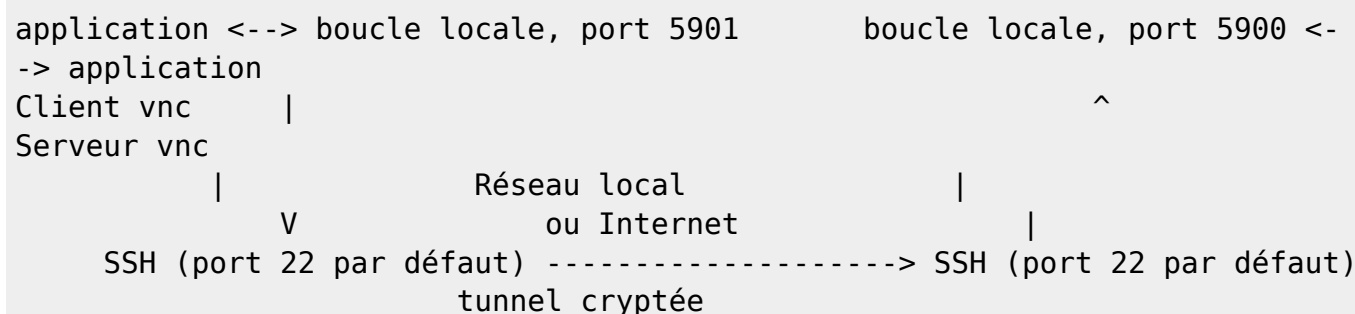 application <--> boucle locale, port 5901       boucle locale, port 5900 <-
-> application
Client vnc     |                                             ^
Serveur vnc
           |              Réseau local               |
               V              ou Internet                |
     SSH (port 22 par défaut) --------------------> SSH (port 22 par défaut)
                         tunnel cryptée